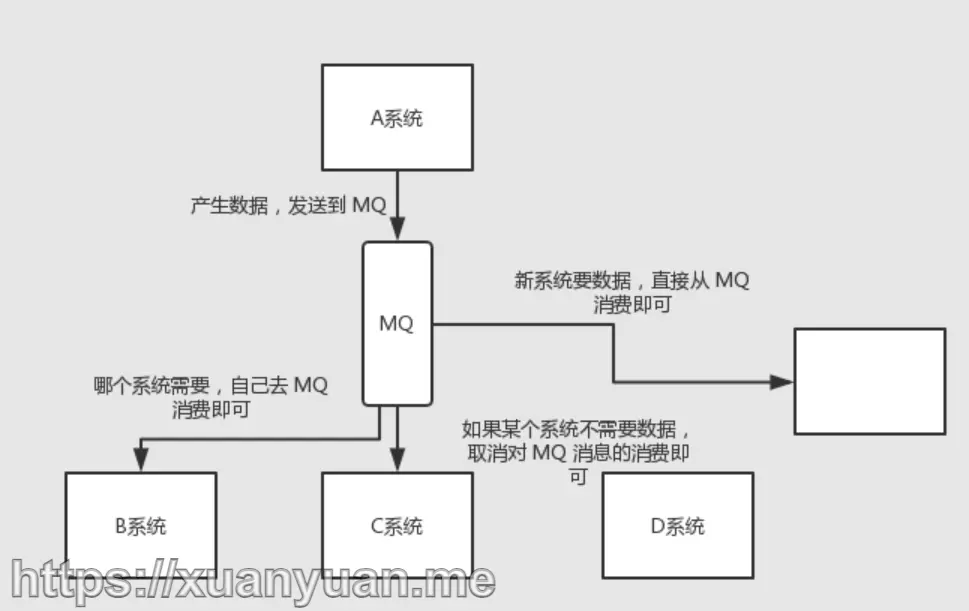 A系统
产生数据，发送到 MQ
MQ
新系统要数据，直接从 MQ
消费即可
哪个系统需要，自己去 MQ
消费即可
如果某个系统不需要数据，
取消对 MQ 消息的消费即
可
B系统
C系统
D系统
https://xuanyuan.me